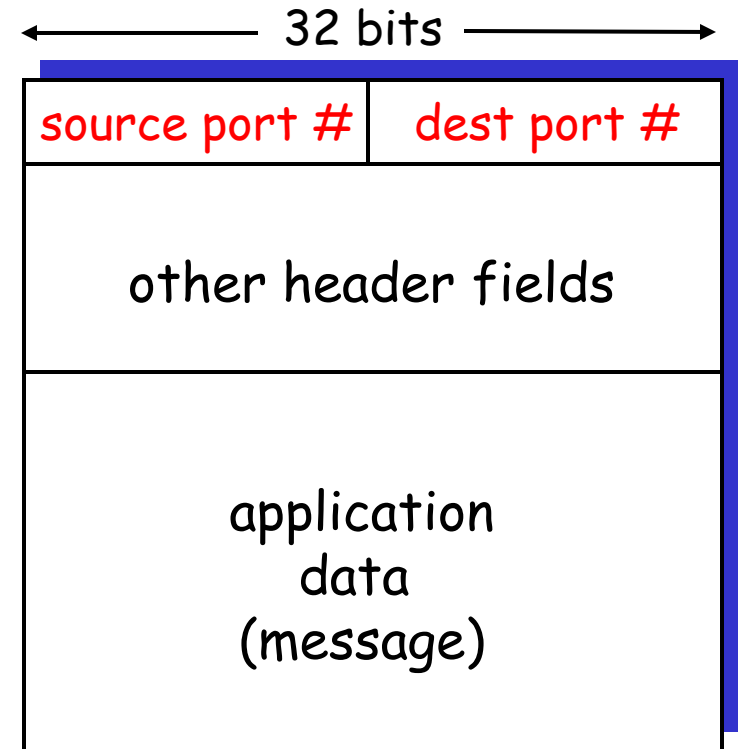 32 bits
source port # dest port #
other header fields
application
data
(message)